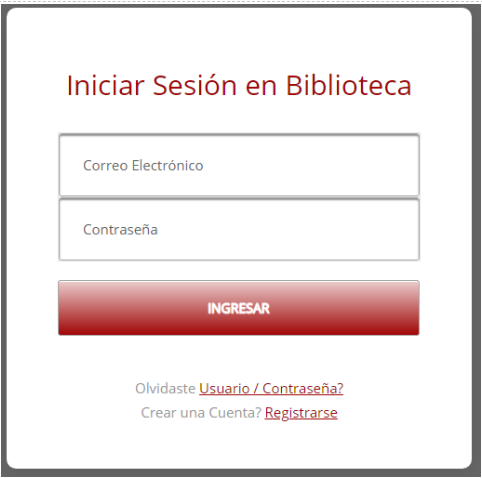 Iniciar Sesión en Biblioteca
Correo Electrónico
Contraseña
INGRESAR
Olvidaste Usuario / Contraseña?
Crear una Cuenta? Registrarse